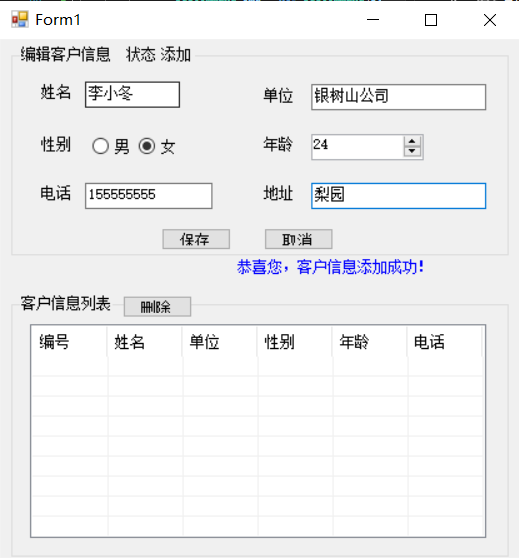 Form1
编辑客户信息 状态 添加
姓名 李小冬 单位 银树山公司
性别 男 女 年龄 24
电话 155555555 地址 梨园
保存 取消
恭喜您，客户信息添加成功！
客户信息列表 删除
编号 姓名 单位 性别 年龄 电话